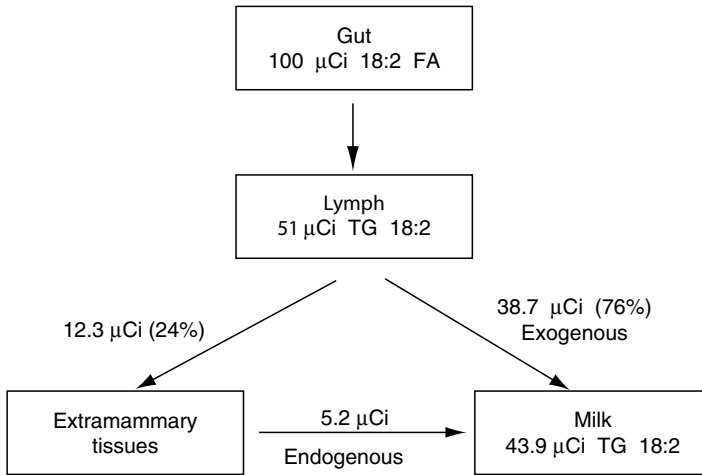 Gut
100 μCi 18:2 FA
Lymph
51 μCi TG 18:2
12.3 μCi (24%)
38.7 μCi (76%)
Exogenous
Extramammary
tissues
5.2 μCi
Endogenous
Milk
43.9 μCi TG 18:2